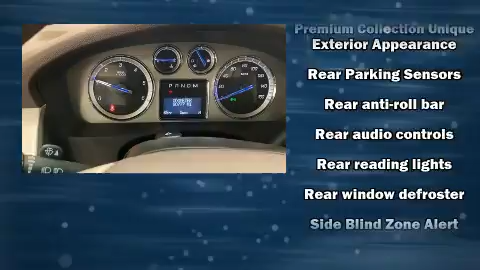 Premium Collection Unique
Exterior Appearance
Rear Parking Sensors
Rear anti-roll bar
Rear audio controls
Rear reading lights
Rear window defroster
Side Blind Zone Alert
PRNDM